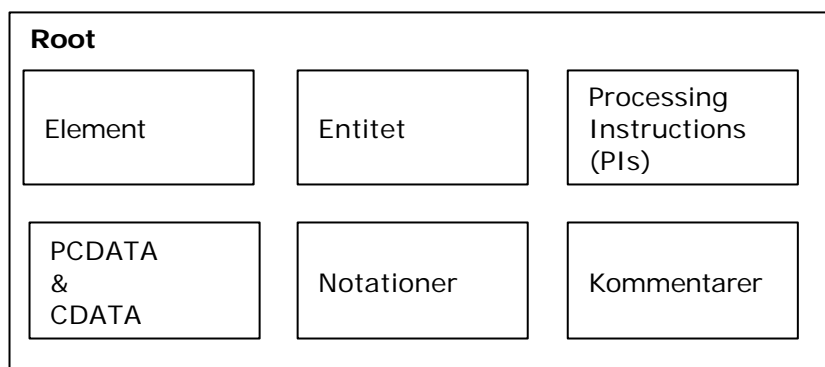 Root
Element
Entitet
Processing
Instructions
(PIs)
PCDATA
&
CDATA
Notationer
Kommentarer